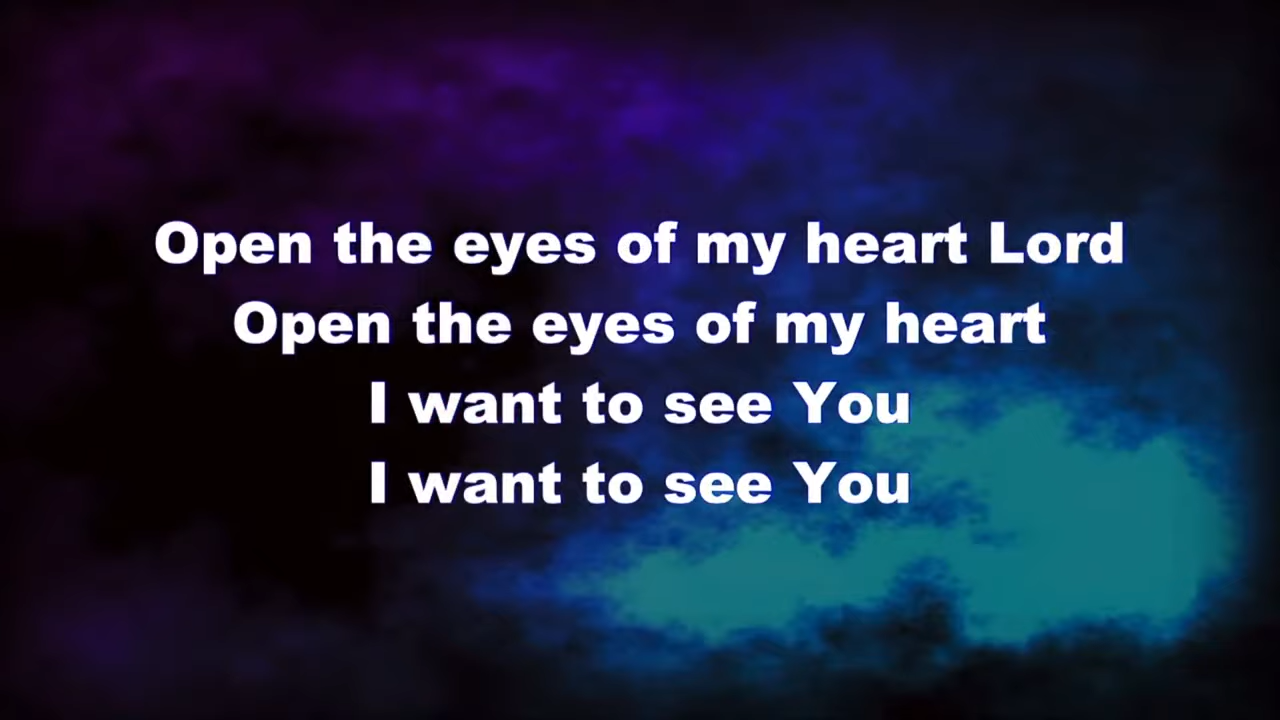 Open the eyes of my heart Lord
Open the eyes of my heart
I want to see You
I want to see You